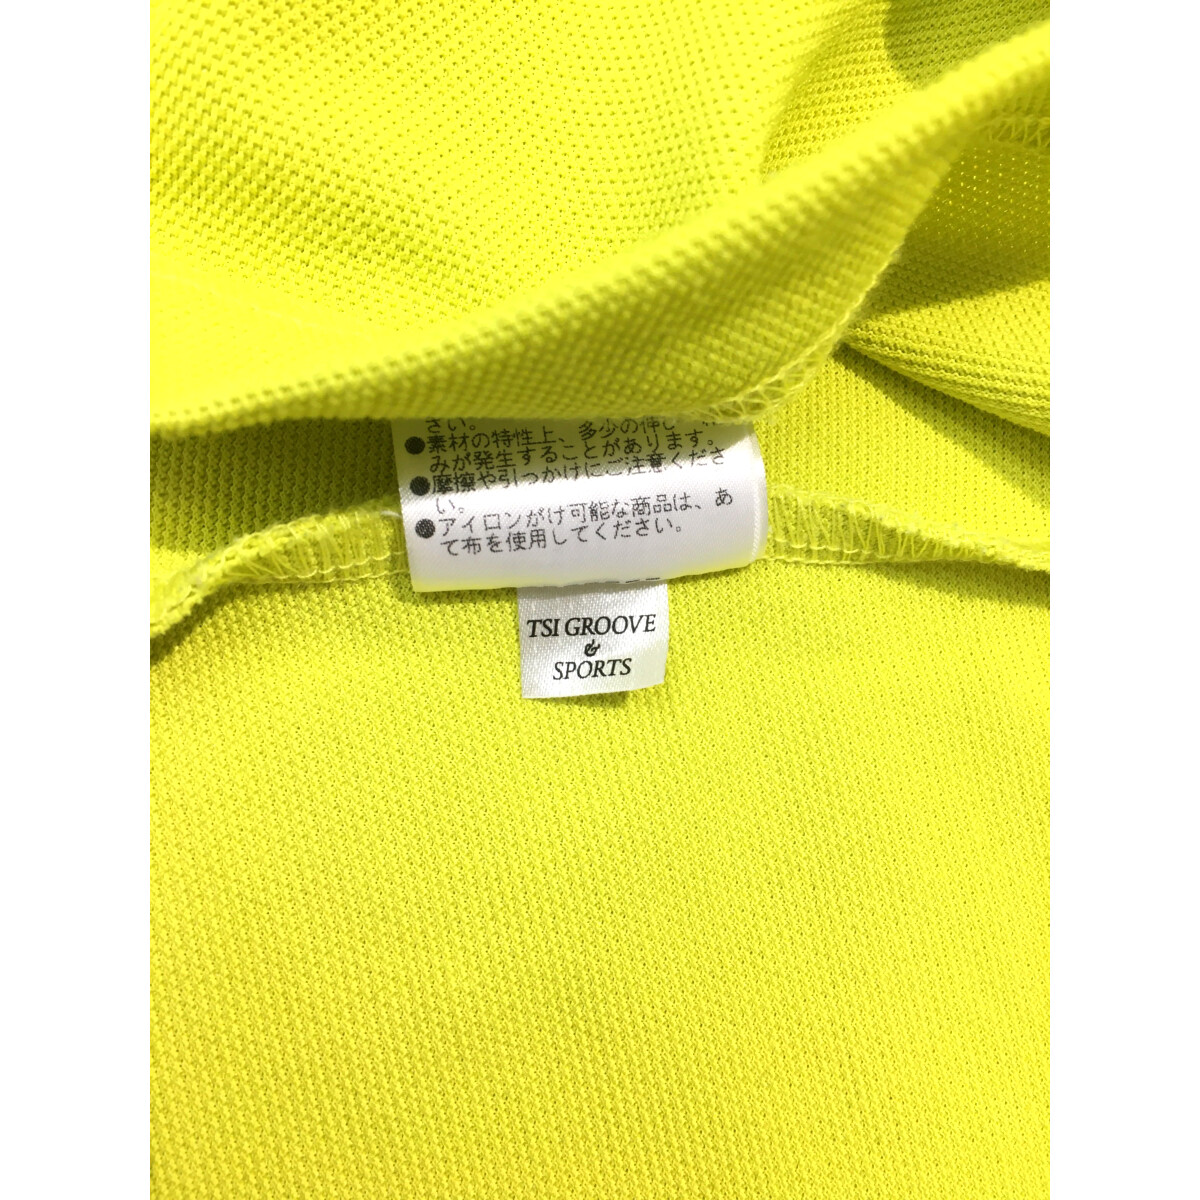 さい。
●素材の特性上、多少の伸び
みが発生することがあります。
●摩擦や引っかけにご注意くださ
い。
●アイロンがけ可能な商品は、あ
て布を使用してください。
TSI GROOVE
&
SPORTS